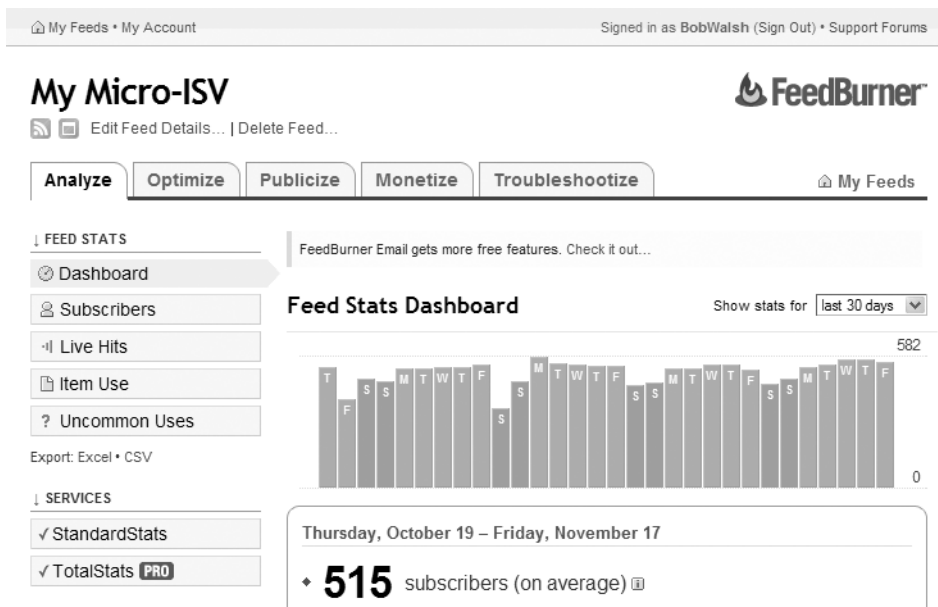 My Feeds • My Account
Signed in as BobWalsh (Sign Out) • Support Forums
My Micro-ISV
FeedBurner™
Edit Feed Details... | Delete Feed...
Analyze Optimize Publicize Monetize Troubleshootize My Feeds
↓ FEED STATS
Dashboard
Subscribers
Live Hits
Item Use
? Uncommon Uses
Export: Excel • CSV
↓ SERVICES
✓ StandardStats
✓ TotalStats PRO
FeedBurner Email gets more free features. Check it out...
Feed Stats Dashboard
Show stats for last 30 days
582
T F S S M T W T F S S M T W T F S S M T W T F S S M T W T F
0
Thursday, October 19 – Friday, November 17
515 subscribers (on average)